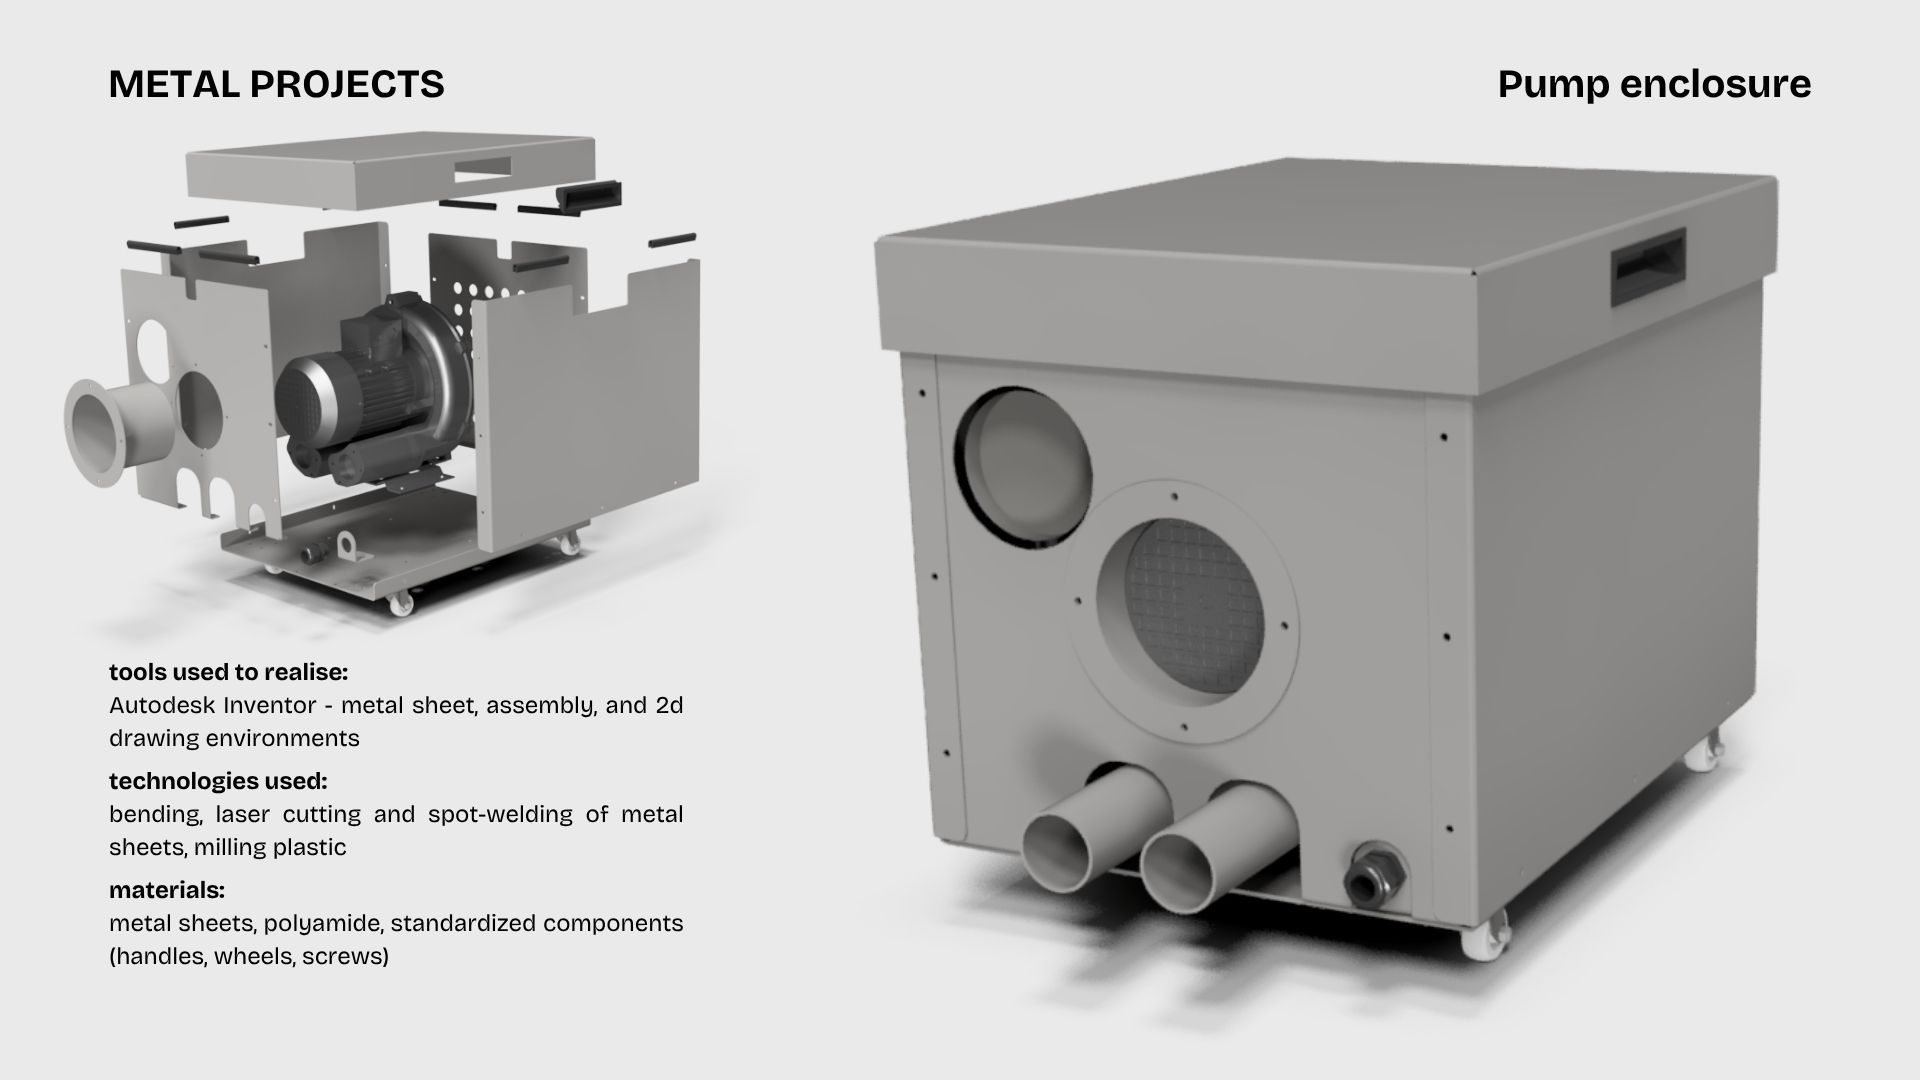 METAL PROJECTS
Pump enclosure
tools used to realise:
Autodesk Inventor - metal sheet, assembly, and 2d
drawing environments
technologies used:
bending, laser cutting and spot-welding of metal
sheets, milling plastic
materials:
metal sheets, polyamide, standardized components
(handles, wheels, screws)